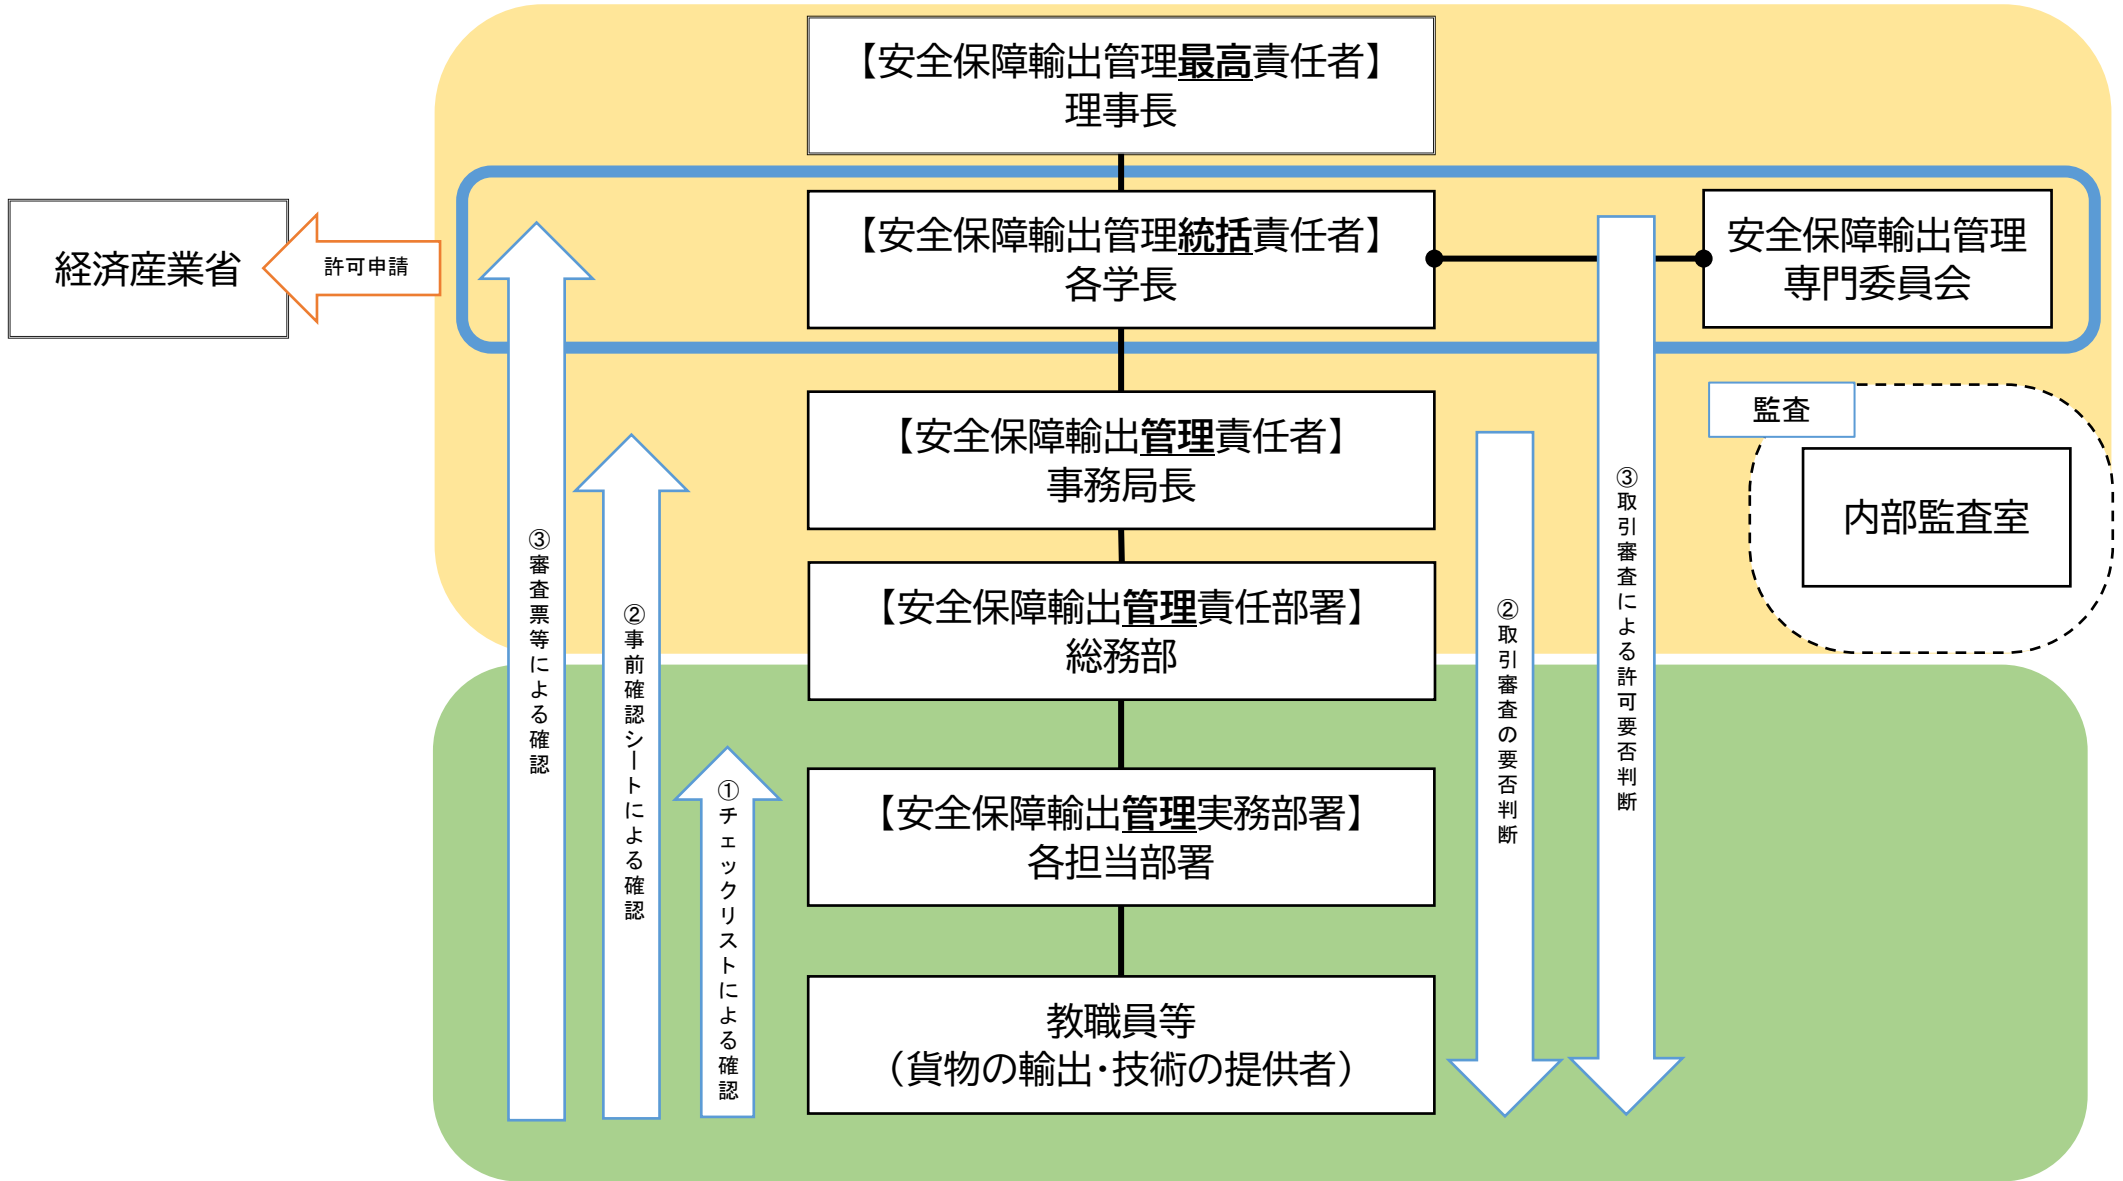 【安全保障輸出管理最高責任者】
理事長
経済産業省
許可申請
【安全保障輸出管理統括責任者】
各学長
安全保障輸出管理
専門委員会
【安全保障輸出管理責任者】
事務局長
監査
内部監査室
【安全保障輸出管理責任部署】
総務部
【安全保障輸出管理実務部署】
各担当部署
教職員等
（貨物の輸出・技術の提供者）
③審査票等による確認
②事前確認シートによる確認
①チェックリストによる確認
②取引審査の要否判断
③取引審査による許可要否判断